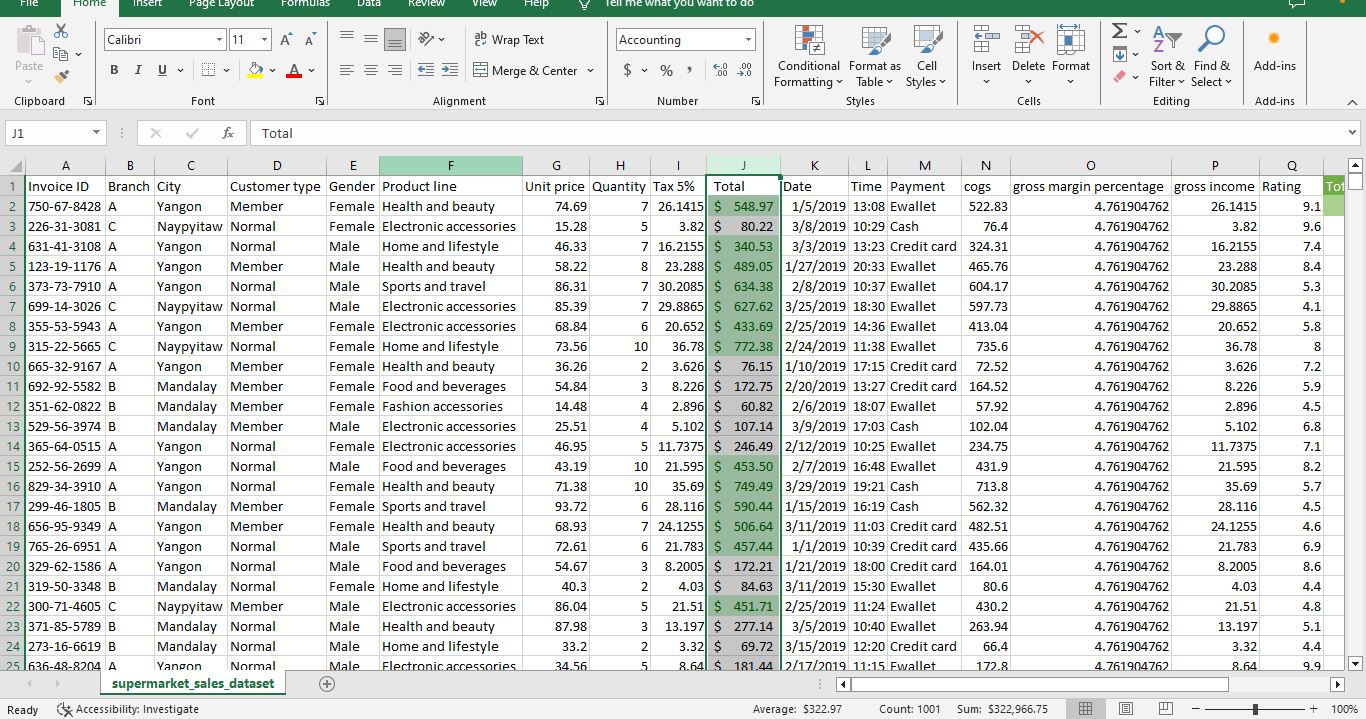 File Home Insert Page Layout Formulas Data Review View Help Tell me what you want to do
Calibri 11 A A ab Wrap Text Accounting
Paste B I U A Merge & Center $ % , Conditional Formatting Format as Table Cell Styles Insert Delete Format Sort & Filter Find & Select Add-ins
Clipboard Font Alignment Number Styles Cells Editing Add-ins
J1 fx Total
A B C D E F G H I J K L M N O P Q
1 Invoice ID Branch City Customer type Gender Product line Unit price Quantity Tax 5% Total Date Time Payment cogs gross margin percentage gross income Rating Tot
2 750-67-8428 A Yangon Member Female Health and beauty 74.69 7 26.1415 $ 548.97 1/5/2019 13:08 Ewallet 522.83 4.761904762 26.1415 9.1
3 226-31-3081 C Naypyitaw Normal Female Electronic accessories 15.28 5 3.82 $ 80.22 3/8/2019 10:29 Cash 76.4 4.761904762 3.82 9.6
4 631-41-3108 A Yangon Normal Male Home and lifestyle 46.33 7 16.2155 $ 340.53 3/3/2019 13:23 Credit card 324.31 4.761904762 16.2155 7.4
5 123-19-1176 A Yangon Member Male Health and beauty 58.22 8 23.288 $ 489.05 1/27/2019 20:33 Ewallet 465.76 4.761904762 23.288 8.4
6 373-73-7910 A Yangon Normal Male Sports and travel 86.31 7 30.2085 $ 634.38 2/8/2019 10:37 Ewallet 604.17 4.761904762 30.2085 5.3
7 699-14-3026 C Naypyitaw Normal Male Electronic accessories 85.39 7 29.8865 $ 627.62 3/25/2019 18:30 Ewallet 597.73 4.761904762 29.8865 4.1
8 355-53-5943 A Yangon Member Female Electronic accessories 68.84 6 20.652 $ 433.69 2/25/2019 14:36 Ewallet 413.04 4.761904762 20.652 5.8
9 315-22-5665 C Naypyitaw Normal Female Home and lifestyle 73.56 10 36.78 $ 772.38 2/24/2019 11:38 Ewallet 735.6 4.761904762 36.78 8
10 665-32-9167 A Yangon Member Female Health and beauty 36.26 2 3.626 $ 76.15 1/10/2019 17:15 Credit card 72.52 4.761904762 3.626 7.2
11 692-92-5582 B Mandalay Member Female Food and beverages 54.84 3 8.226 $ 172.75 2/20/2019 13:27 Credit card 164.52 4.761904762 8.226 5.9
12 351-62-0822 B Mandalay Member Female Fashion accessories 14.48 4 2.896 $ 60.82 2/6/2019 18:07 Ewallet 57.92 4.761904762 2.896 4.5
13 529-56-3974 B Mandalay Member Male Electronic accessories 25.51 4 5.102 $ 107.14 3/9/2019 17:03 Cash 102.04 4.761904762 5.102 6.8
14 365-64-0515 A Yangon Normal Female Electronic accessories 46.95 5 11.7375 $ 246.49 2/12/2019 10:25 Ewallet 234.75 4.761904762 11.7375 7.1
15 252-56-2699 A Yangon Normal Male Food and beverages 43.19 10 21.595 $ 453.50 2/7/2019 16:48 Ewallet 431.9 4.761904762 21.595 8.2
16 829-34-3910 A Yangon Normal Female Health and beauty 71.38 10 35.69 $ 749.49 3/29/2019 19:21 Cash 713.8 4.761904762 35.69 5.7
17 299-46-1805 B Mandalay Member Female Sports and travel 93.72 6 28.116 $ 590.44 1/15/2019 16:19 Cash 562.32 4.761904762 28.116 4.5
18 656-95-9349 A Yangon Member Female Health and beauty 68.93 7 24.1255 $ 506.64 3/11/2019 11:03 Credit card 482.51 4.761904762 24.1255 4.6
19 765-26-6951 A Yangon Normal Male Sports and travel 72.61 6 21.783 $ 457.44 1/1/2019 10:39 Credit card 435.66 4.761904762 21.783 6.9
20 329-62-1586 A Yangon Normal Male Food and beverages 54.67 3 8.2005 $ 172.21 1/21/2019 18:00 Credit card 164.01 4.761904762 8.2005 8.6
21 319-50-3348 B Mandalay Normal Female Home and lifestyle 40.3 2 4.03 $ 84.63 3/11/2019 15:30 Ewallet 80.6 4.761904762 4.03 4.4
22 300-71-4605 C Naypyitaw Member Male Electronic accessories 86.04 5 21.51 $ 451.71 2/25/2019 11:24 Ewallet 430.2 4.761904762 21.51 4.8
23 371-85-5789 B Mandalay Normal Male Health and beauty 87.98 3 13.197 $ 277.14 3/5/2019 10:40 Ewallet 263.94 4.761904762 13.197 5.1
24 273-16-6619 B Mandalay Normal Male Home and lifestyle 33.2 2 3.32 $ 69.72 3/15/2019 12:20 Credit card 66.4 4.761904762 3.32 4.4
25 636-48-8204 A Yangon Normal Male Electronic accessories 34.56 5 8.64 $ 181.44 2/17/2019 11:15 Ewallet 172.8 4.761904762 8.64 9.9
supermarket_sales_dataset
Ready Accessibility: Investigate Average: $322.97 Count: 1001 Sum: $322,966.75 100%